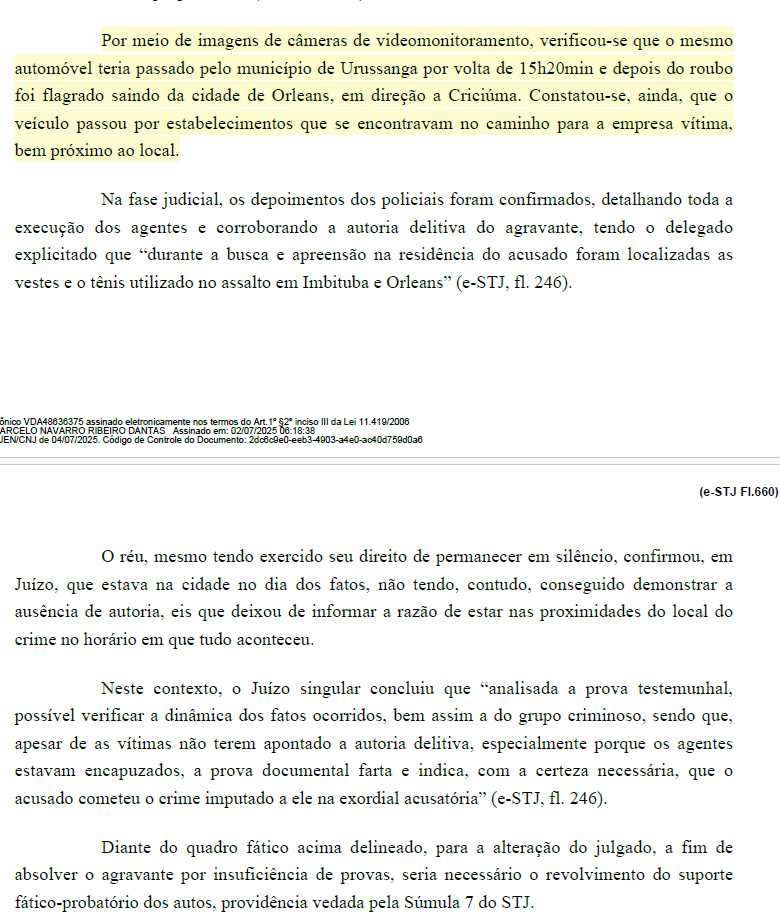 Por meio de imagens de câmeras de videomonitoramento, verificou-se que o mesmo
automóvel teria passado pelo município de Urussanga por volta de 15h20min e depois do roubo
foi flagrado saindo da cidade de Orleans, em direção a Criciúma. Constatou-se, ainda, que o
veículo passou por estabelecimentos que se encontravam no caminho para a empresa vítima,
bem próximo ao local.
Na fase judicial, os depoimentos dos policiais foram confirmados, detalhando toda a
execução dos agentes e corroborando a autoria delitiva do agravante, tendo o delegado
explicitado que “durante a busca e apreensão na residência do acusado foram localizadas as
vestes e o tênis utilizado no assalto em Imbituba e Orleans” (e-STJ, fl. 246).
ônico VDA48636375 assinado eletronicamente nos termos do Art.1º §2º inciso III da Lei 11.419/2006
ARCELO NAVARRO RIBEIRO DANTAS Assinado em: 02/07/2025 06:18:38
JEN/CNJ de 04/07/2025. Código de Controle do Documento: 2dc6c9e0-eeb3-4903-a4e0-ac40d759d0a6
(e-STJ Fl.660)
O réu, mesmo tendo exercido seu direito de permanecer em silêncio, confirmou, em
Juízo, que estava na cidade no dia dos fatos, não tendo, contudo, conseguido demonstrar a
ausência de autoria, eis que deixou de informar a razão de estar nas proximidades do local do
crime no horário em que tudo aconteceu.
Neste contexto, o Juízo singular concluiu que “analisada a prova testemunhal,
possível verificar a dinâmica dos fatos ocorridos, bem assim a do grupo criminoso, sendo que,
apesar de as vítimas não terem apontado a autoria delitiva, especialmente porque os agentes
estavam encapuzados, a prova documental farta e indica, com a certeza necessária, que o
acusado cometeu o crime imputado a ele na exordial acusatória” (e-STJ, fl. 246).
Diante do quadro fático acima delineado, para a alteração do julgado, a fim de
absolver o agravante por insuficiência de provas, seria necessário o revolvimento do suporte
fático-probatório dos autos, providência vedada pela Súmula 7 do STJ.